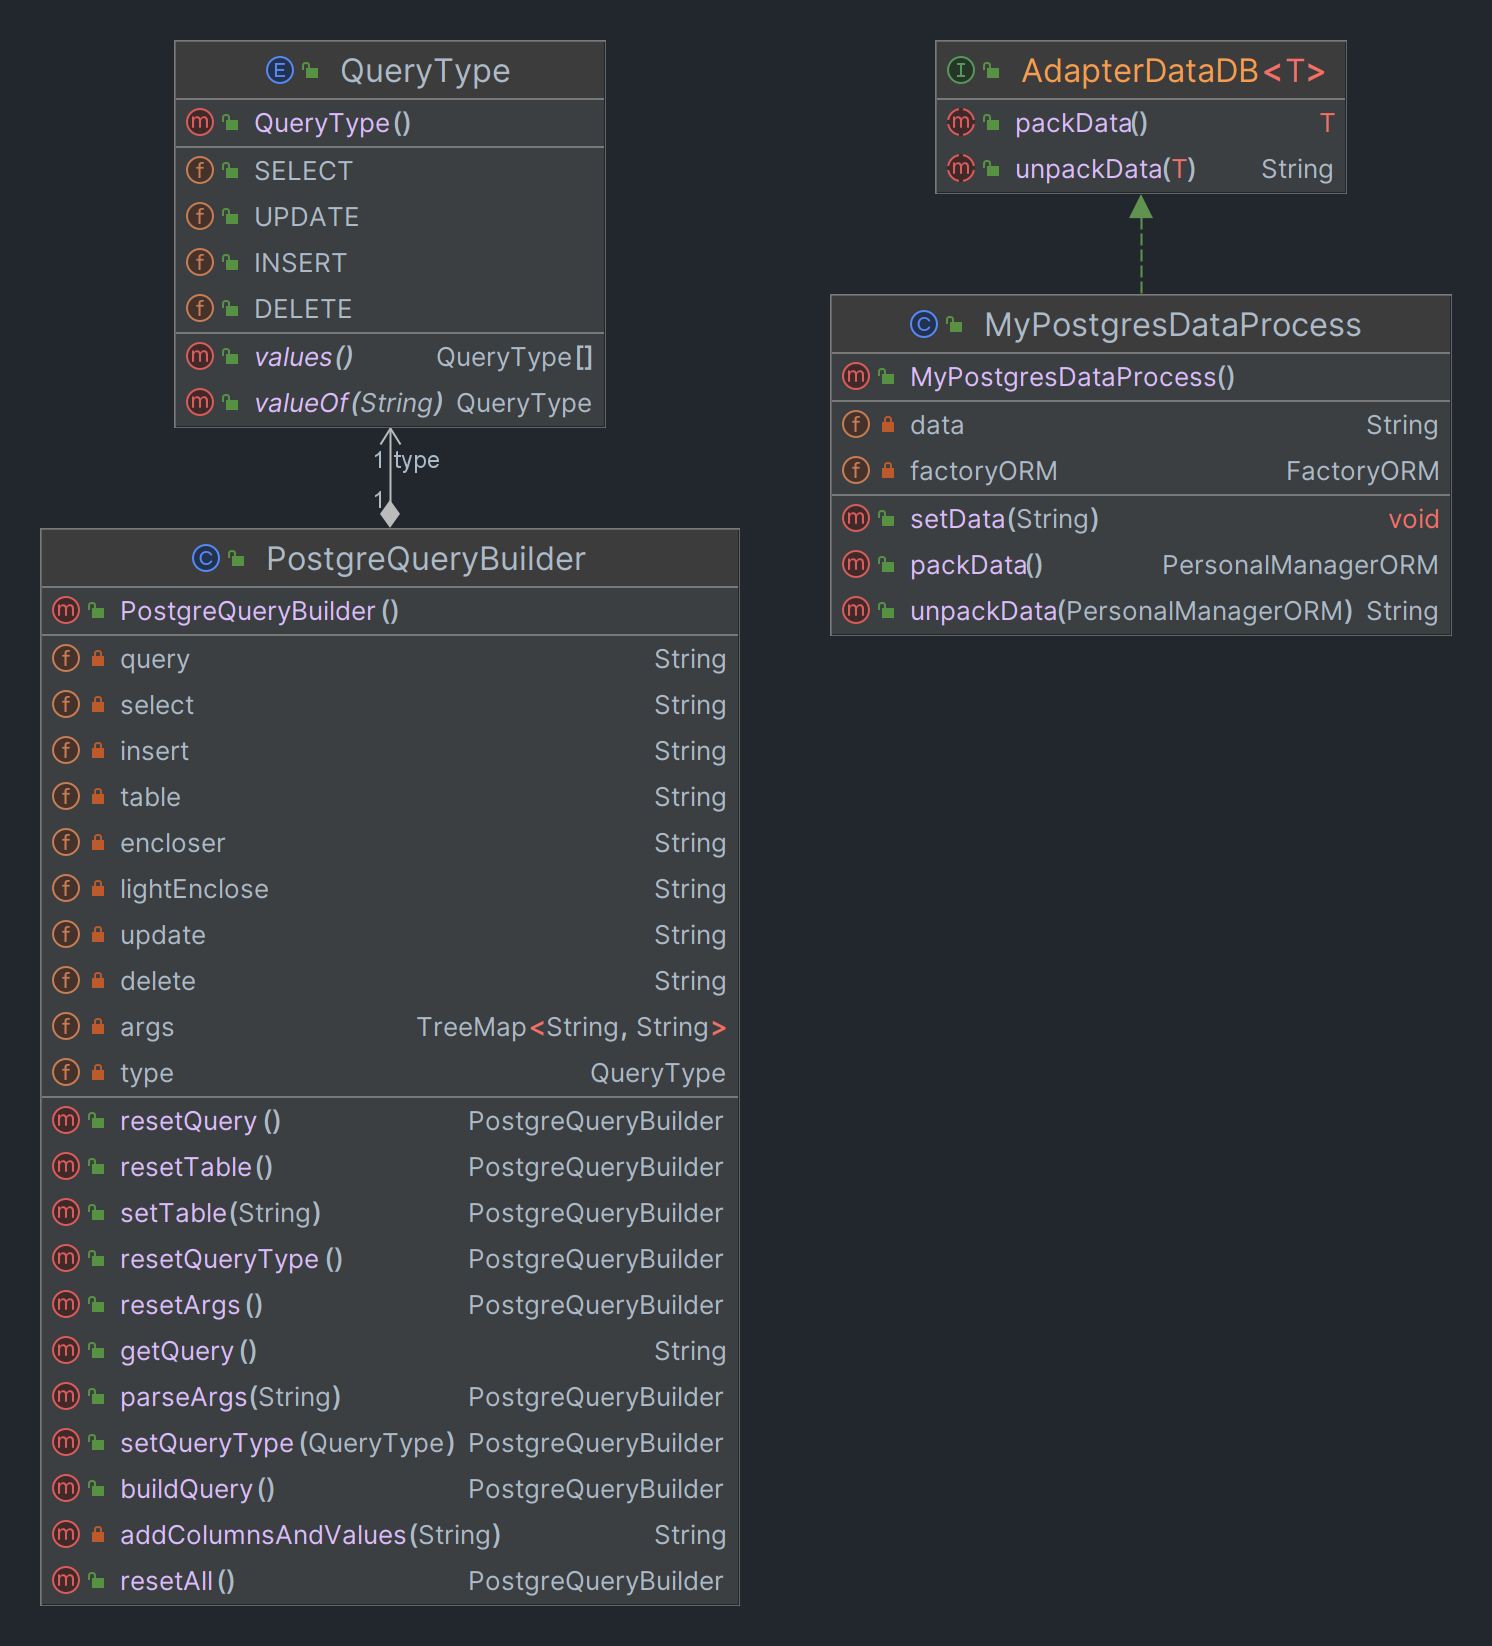 QueryType
QueryType()
SELECT
UPDATE
INSERT
DELETE
values() QueryType[]
valueOf(String) QueryType
1 type
1
PostgreQueryBuilder
PostgreQueryBuilder()
query String
select String
insert String
table String
encloser String
lightEnclose String
update String
delete String
args TreeMap<String, String>
type QueryType
resetQuery() PostgreQueryBuilder
resetTable() PostgreQueryBuilder
setTable(String) PostgreQueryBuilder
resetQueryType() PostgreQueryBuilder
resetArgs() PostgreQueryBuilder
getQuery() String
parseArgs(String) PostgreQueryBuilder
setQueryType(QueryType) PostgreQueryBuilder
buildQuery() PostgreQueryBuilder
addColumnsAndValues(String) String
resetAll() PostgreQueryBuilder
AdapterDataDB<T>
packData() T
unpackData(T) String
MyPostgresDataProcess
MyPostgresDataProcess()
data String
factoryORM FactoryORM
setData(String) void
packData() PersonalManagerORM
unpackData(PersonalManagerORM) String